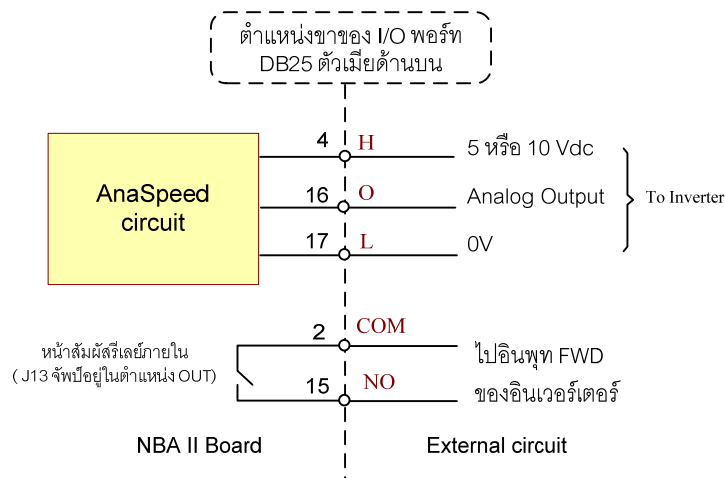 ตำแหน่งขาของ I/O พอร์ท
DB25 ตัวเมียด้านบน
4 H 5 หรือ 10 Vdc
AnaSpeed
circuit
16 O Analog Output
To Inverter
17 L 0V
2 COM
หน้าสัมผัสรีเลย์ภายใน
( J13 จัพป์อยู่ในตำแหน่ง OUT)
ไปอินพุท FWD
15 NO
ของอินเวอร์เตอร์
NBA II Board
External circuit